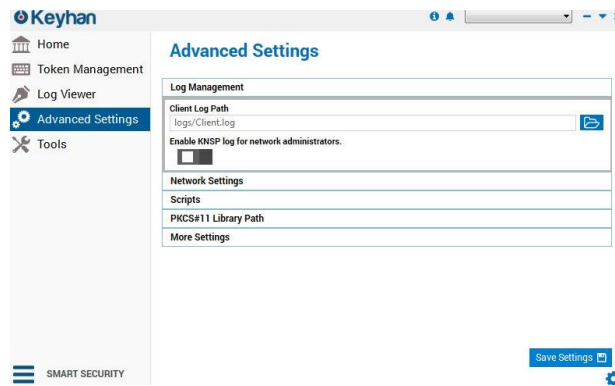 Keyhan
Home
Token Management
Log Viewer
Advanced Settings
Tools
SMART SECURITY
Advanced Settings
Log Management
Client Log Path
logs/Client.log
Enable KNSP log for network administrators.
Network Settings
Scripts
PKCS#11 Library Path
More Settings
Save Settings